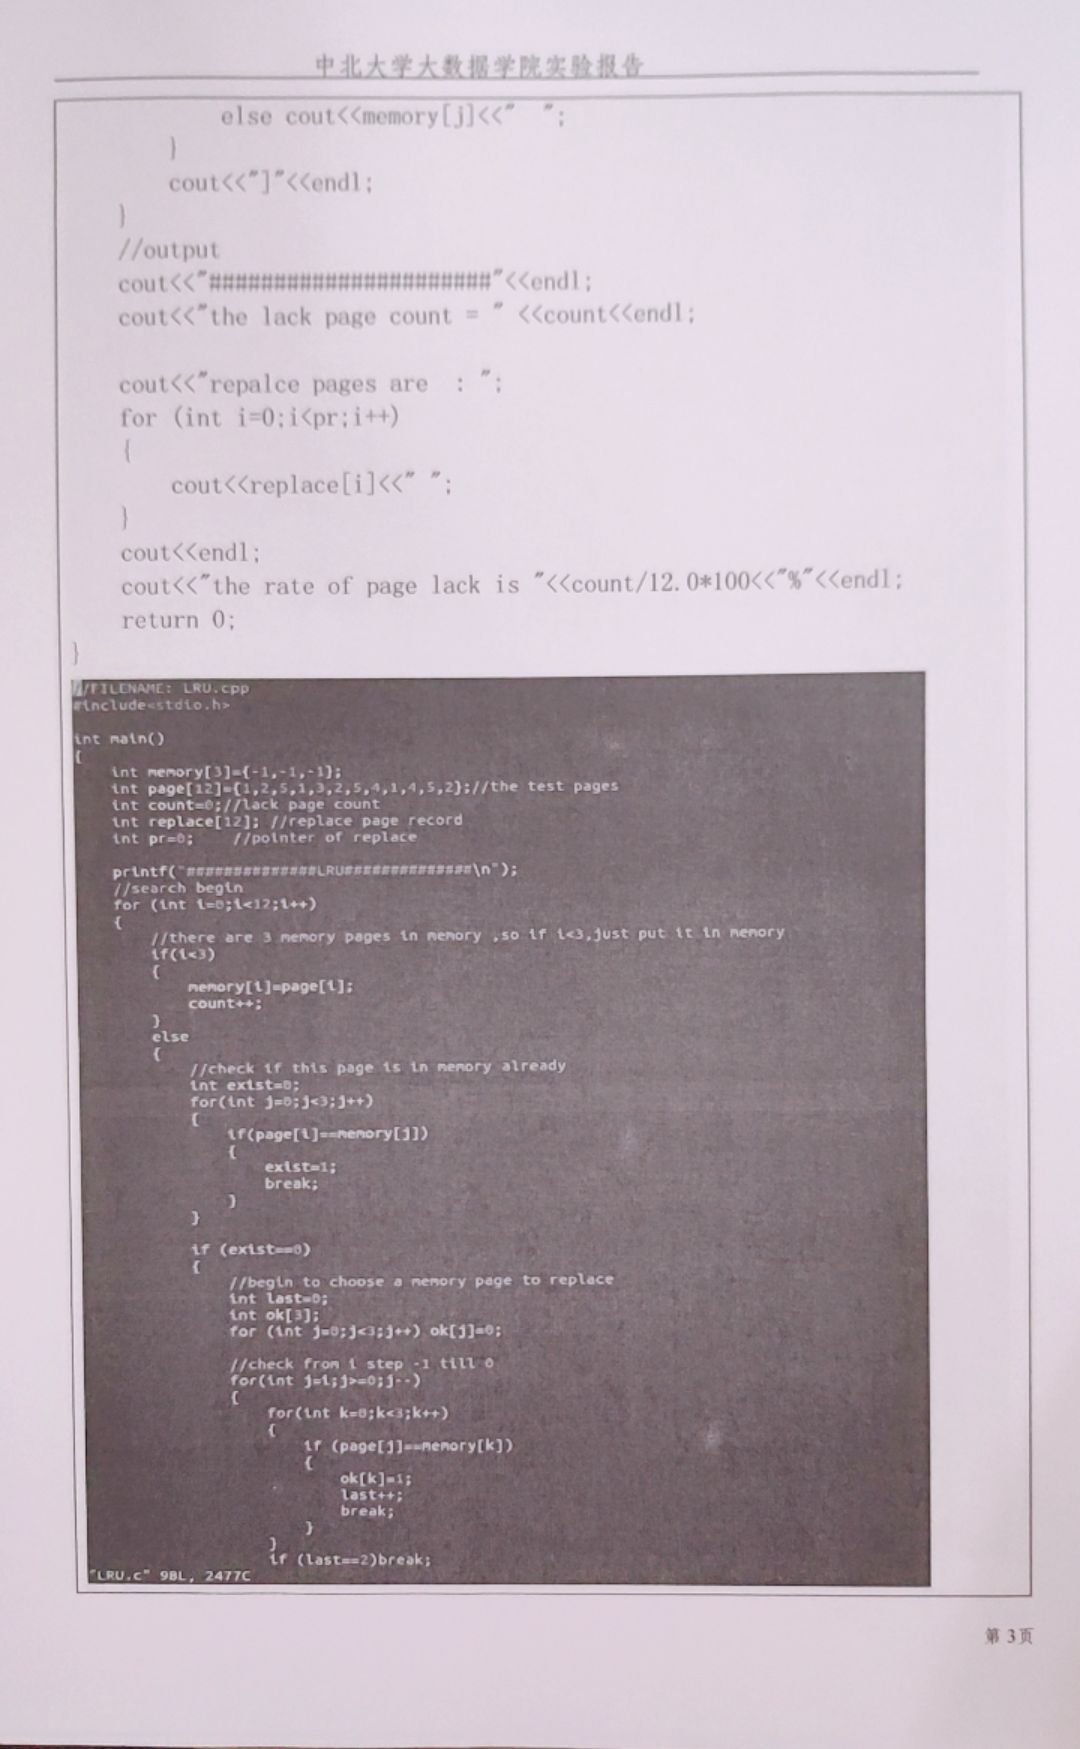 中北大学大数据学院实验报告
else cout<<memory[j]<<"  ";
}
cout<<"]"<<endl;
}
//output
cout<<"######################"<<endl;
cout<<"the lack page count = " <<count<<endl;
cout<<"repalce pages are  : ";
for (int i=0;i<pr;i++)
{
cout<<replace[i]<<" ";
}
cout<<endl;
cout<<"the rate of page lack is "<<count/12.0*100<<"%"<<endl;
return 0;
}
//FILENAME: LRU.cpp
#include<stdio.h>
int main()
{
int memory[3]={-1,-1,-1};
int page[12]={1,2,5,1,3,2,5,4,1,4,5,2};//the test pages
int count=0;//lack page count
int replace[12]; //replace page record
int pr=0;    //pointer of replace
printf("##############LRU##############\n");
//search begin
for (int i=0;i<12;i++)
{
//there are 3 memory pages in memory ,so if i<3,just put it in memory
if(i<3)
{
memory[i]=page[i];
count++;
}
else
{
//check if this page is in memory already
int exist=0;
for(int j=0;j<3;j++)
{
if(page[i]==memory[j])
{
exist=1;
break;
}
}
if (exist==0)
{
//begin to choose a memory page to replace
int last=0;
int ok[3];
for (int j=0;j<3;j++) ok[j]=0;
//check from i step -1 till 0
for(int j=i;j>=0;j--)
{
for(int k=0;k<3;k++)
{
if (page[j]==memory[k])
{
ok[k]=1;
last++;
break;
}
}
if (last==2)break;
"LRU.c" 98L, 2477C
第 3页